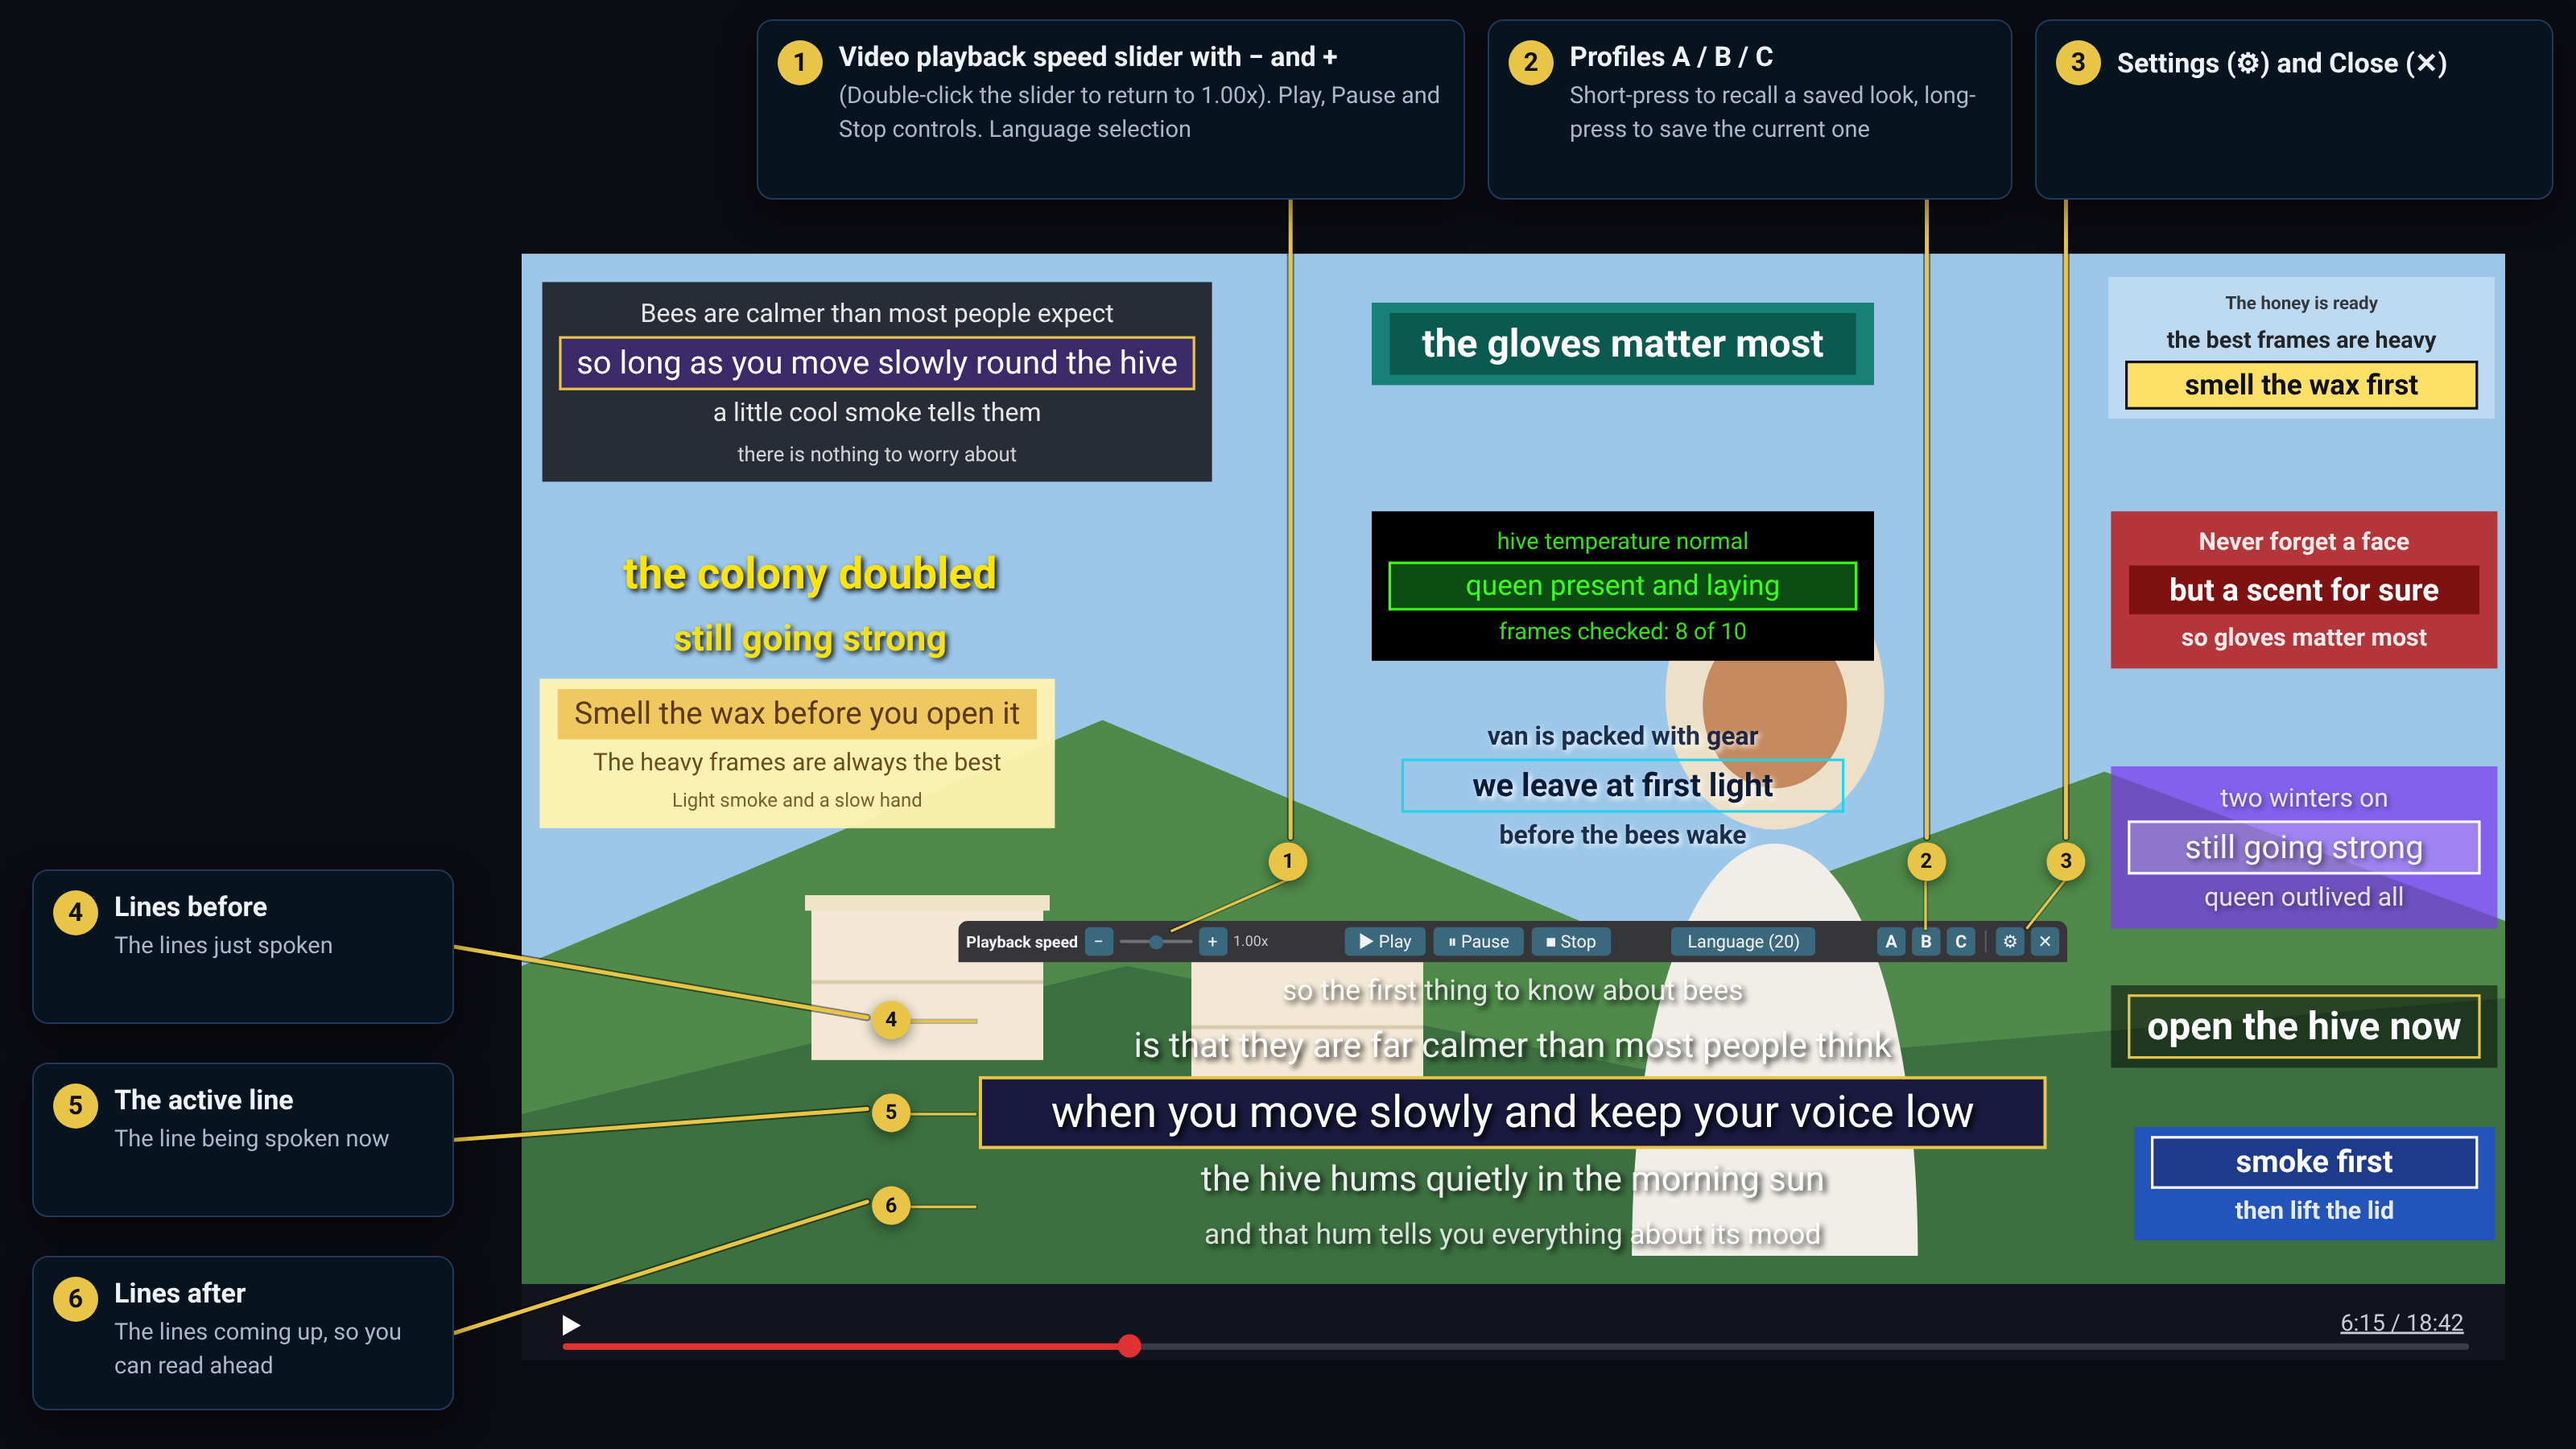 1
Video playback speed slider with − and +
(Double-click the slider to return to 1.00x). Play, Pause and
Stop controls. Language selection
2
Profiles A / B / C
Short-press to recall a saved look, long-
press to save the current one
3
Settings (⚙) and Close (✕)
Bees are calmer than most people expect
so long as you move slowly round the hive
a little cool smoke tells them
there is nothing to worry about
the gloves matter most
The honey is ready
the best frames are heavy
smell the wax first
the colony doubled
still going strong
hive temperature normal
queen present and laying
frames checked: 8 of 10
Never forget a face
but a scent for sure
so gloves matter most
Smell the wax before you open it
The heavy frames are always the best
Light smoke and a slow hand
van is packed with gear
we leave at first light
before the bees wake
two winters on
still going strong
queen outlived all
1
2
3
Playback speed − + 1.00x ▶ Play ⏸ Pause ■ Stop Language (20) A B C ⚙ ✕
4
Lines before
The lines just spoken
4
so the first thing to know about bees
is that they are far calmer than most people think
open the hive now
5
The active line
The line being spoken now
5
when you move slowly and keep your voice low
smoke first
then lift the lid
6
Lines after
The lines coming up, so you
can read ahead
6
the hive hums quietly in the morning sun
and that hum tells you everything about its mood
6:15 / 18:42